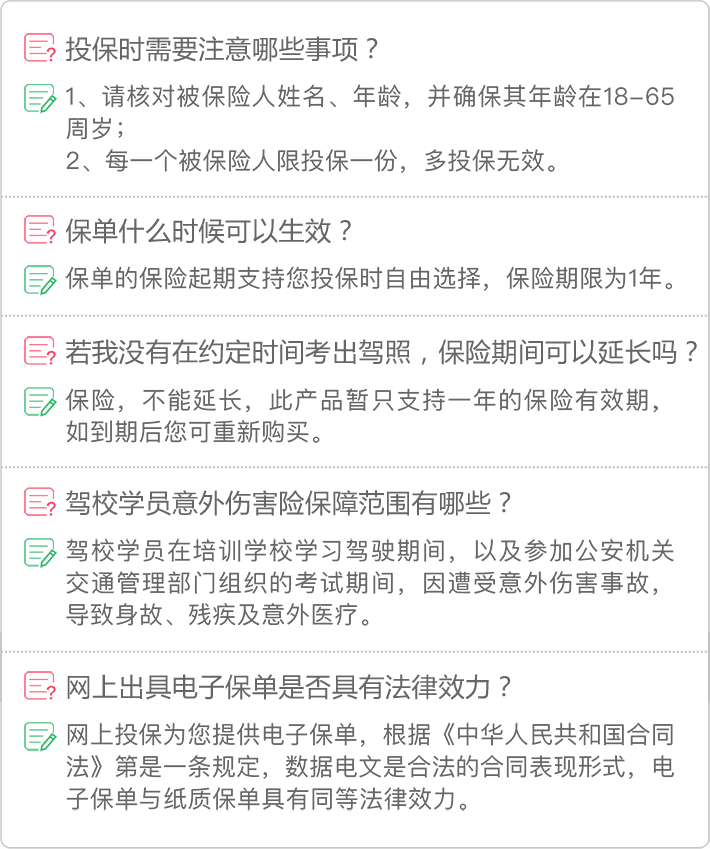 投保时需要注意哪些事项？
1、请核对被保险人姓名、年龄，并确保其年龄在18-65
周岁；
2、每一个被保险人限投保一份，多投保无效。
保单什么时候可以生效？
保单的保险起期支持您投保时自由选择，保险期限为1年。
若我没有在约定时间考出驾照，保险期间可以延长吗？
保险，不能延长，此产品暂只支持一年的保险有效期，
如到期后您可重新购买。
驾校学员意外伤害险保障范围有哪些？
驾校学员在培训学校学习驾驶期间，以及参加公安机关
交通管理部门组织的考试期间，因遭受意外伤害事故，
导致身故、残疾及意外医疗。
网上出具电子保单是否具有法律效力？
网上投保为您提供电子保单，根据《中华人民共和国合同
法》第是一条规定，数据电文是合法的合同表现形式，电
子保单与纸质保单具有同等法律效力。